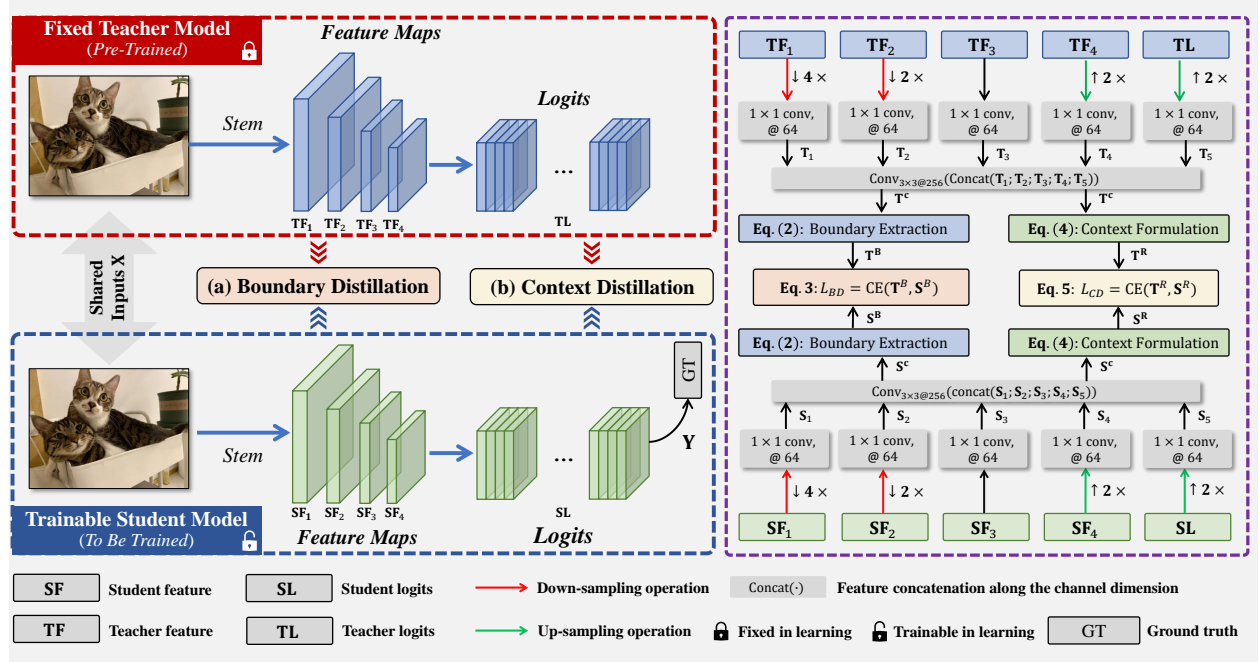 Fixed Teacher Model
(Pre-Trained)
Feature Maps
Logits
Stem
...
TF₁ TF₂ TF₃ TF₄
TL
Shared
Inputs X
(a) Boundary Distillation
(b) Context Distillation
GT
Y
Stem
...
SF₁ SF₂ SF₃ SF₄
SL
Trainable Student Model
(To Be Trained)
Feature Maps
Logits
TF₁ TF₂ TF₃ TF₄ TL
↓ 4 × ↓ 2 × ↑ 2 × ↑ 2 ×
1 × 1 conv, 1 × 1 conv, 1 × 1 conv, 1 × 1 conv, 1 × 1 conv,
@ 64 @ 64 @ 64 @ 64 @ 64
T₁ T₂ T₃ T₄ T₅
Conv₃ₓ₃@₂₅₆(Concat(T₁; T₂; T₃; T₄; T₅))
Tᶜ Tᶜ
Eq. (2): Boundary Extraction Eq. (4): Context Formulation
Tᴮ Tᴿ
Eq. 3: L_BD = CE(Tᴮ, Sᴮ) Eq. 5: L_CD = CE(Tᴿ, Sᴿ)
Sᴮ Sᴿ
Eq. (2): Boundary Extraction Eq. (4): Context Formulation
Sᶜ Sᶜ
Conv₃ₓ₃@₂₅₆(concat(S₁; S₂; S₃; S₄; S₅))
S₁ S₂ S₃ S₄ S₅
1 × 1 conv, 1 × 1 conv, 1 × 1 conv, 1 × 1 conv, 1 × 1 conv,
@ 64 @ 64 @ 64 @ 64 @ 64
↓ 4 × ↓ 2 × ↑ 2 × ↑ 2 ×
SF₁ SF₂ SF₃ SF₄ SL
SF Student feature SL Student logits Down-sampling operation Concat(·) Feature concatenation along the channel dimension
TF Teacher feature TL Teacher logits Up-sampling operation Fixed in learning Trainable in learning GT Ground truth